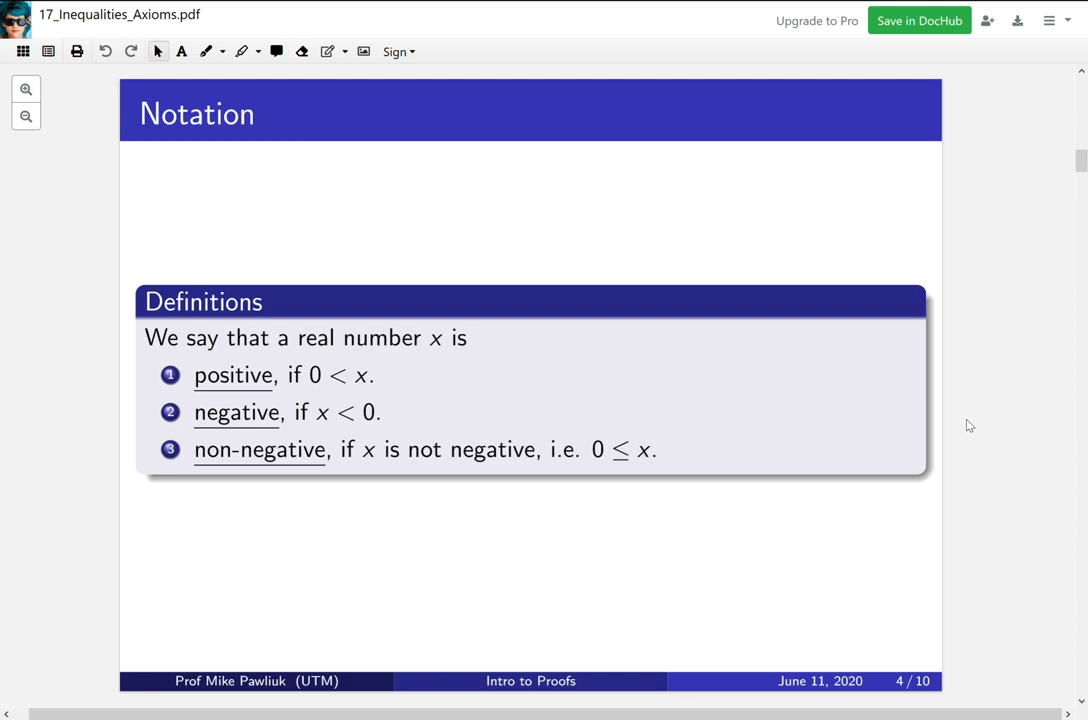 17_Inequalities_Axioms.pdf
Upgrade to Pro
Save in DocHub
A
Sign
Notation
Definitions
We say that a real number x is
1 positive, if 0 < x.
2 negative, if x < 0.
3 non-negative, if x is not negative, i.e. 0 ≤ x.
Prof Mike Pawliuk (UTM) Intro to Proofs June 11, 2020 4 / 10